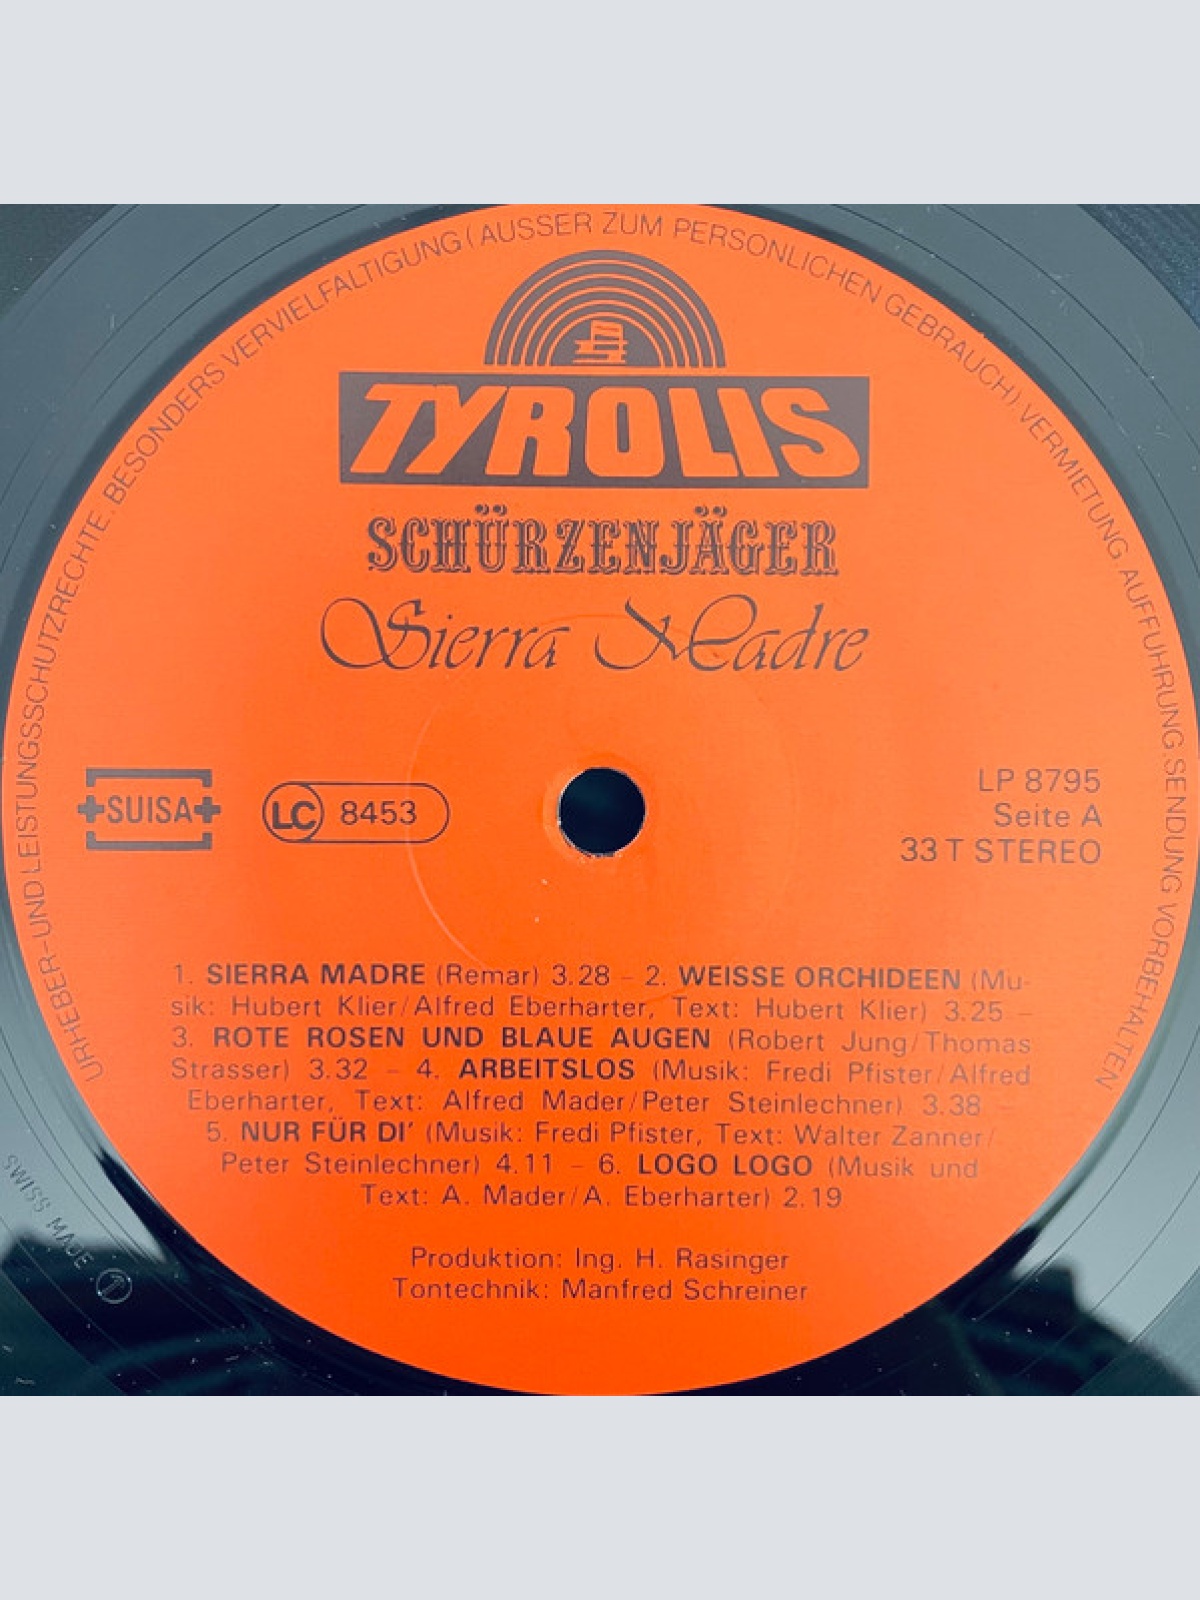 URHEBER-UND LEISTUNGSSCHUTZRECHTE. BESONDERS VERVIELFALTIGUNG (AUSSER ZUM PERSONLICHEN GEBRAUCH) VERMIETUNG. AUFFUHRUNG. SENDUNG VORBEHALTEN
TYROLIS
SCHÜRZENJÄGER
Sierra Madre
SUISA
LC 8453
LP 8795
Seite A
33 T STEREO
1. SIERRA MADRE (Remar) 3.28 – 2. WEISSE ORCHIDEEN (Mu-
sik: Hubert Klier/Alfred Eberharter, Text: Hubert Klier) 3.25 –
3. ROTE ROSEN UND BLAUE AUGEN (Robert Jung/Thomas
Strasser) 3.32 – 4. ARBEITSLOS (Musik: Fredi Pfister/Alfred
Eberharter, Text: Alfred Mader/Peter Steinlechner) 3.38 –
5. NUR FÜR DI' (Musik: Fredi Pfister, Text: Walter Zanner/
Peter Steinlechner) 4.11 – 6. LOGO LOGO (Musik und
Text: A. Mader/A. Eberharter) 2.19
Produktion: Ing. H. Rasinger
Tontechnik: Manfred Schreiner
SWISS MADE